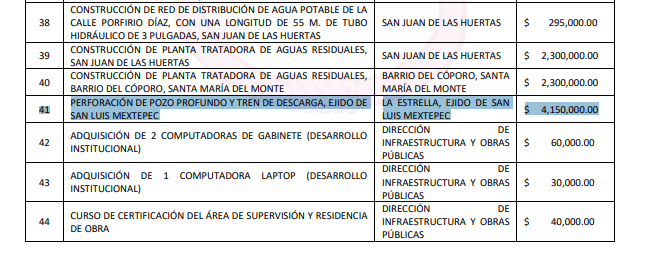 38 CONSTRUCCIÓN DE RED DE DISTRIBUCIÓN DE AGUA POTABLE DE LA CALLE PORFIRIO DÍAZ, CON UNA LONGITUD DE 55 M. DE TUBO HIDRÁULICO DE 3 PULGADAS, SAN JUAN DE LAS HUERTAS SAN JUAN DE LAS HUERTAS $ 295,000.00
39 CONSTRUCCIÓN DE PLANTA TRATADORA DE AGUAS RESIDUALES, SAN JUAN DE LAS HUERTAS SAN JUAN DE LAS HUERTAS $ 2,300,000.00
40 CONSTRUCCIÓN DE PLANTA TRATADORA DE AGUAS RESIDUALES, BARRIO DEL CÓPORO, SANTA MARÍA DEL MONTE BARRIO DEL CÓPORO, SANTA MARÍA DEL MONTE $ 2,300,000.00
41 PERFORACIÓN DE POZO PROFUNDO Y TREN DE DESCARGA, EJIDO DE SAN LUIS MEXTEPEC LA ESTRELLA, EJIDO DE SAN LUIS MEXTEPEC $ 4,150,000.00
42 ADQUISICIÓN DE 2 COMPUTADORAS DE GABINETE (DESARROLLO INSTITUCIONAL) DIRECCIÓN DE INFRAESTRUCTURA Y OBRAS PÚBLICAS $ 60,000.00
43 ADQUISICIÓN DE 1 COMPUTADORA LAPTOP (DESARROLLO INSTITUCIONAL) DIRECCIÓN DE INFRAESTRUCTURA Y OBRAS PÚBLICAS $ 30,000.00
44 CURSO DE CERTIFICACIÓN DEL ÁREA DE SUPERVISIÓN Y RESIDENCIA DE OBRA DIRECCIÓN DE INFRAESTRUCTURA Y OBRAS PÚBLICAS $ 40,000.00